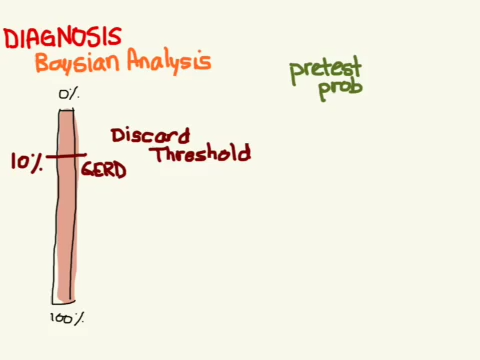 DIAGNOSIS
Baysian Analysis
pretest
prob
0%
Discard
Threshold
10%
GERD
100%